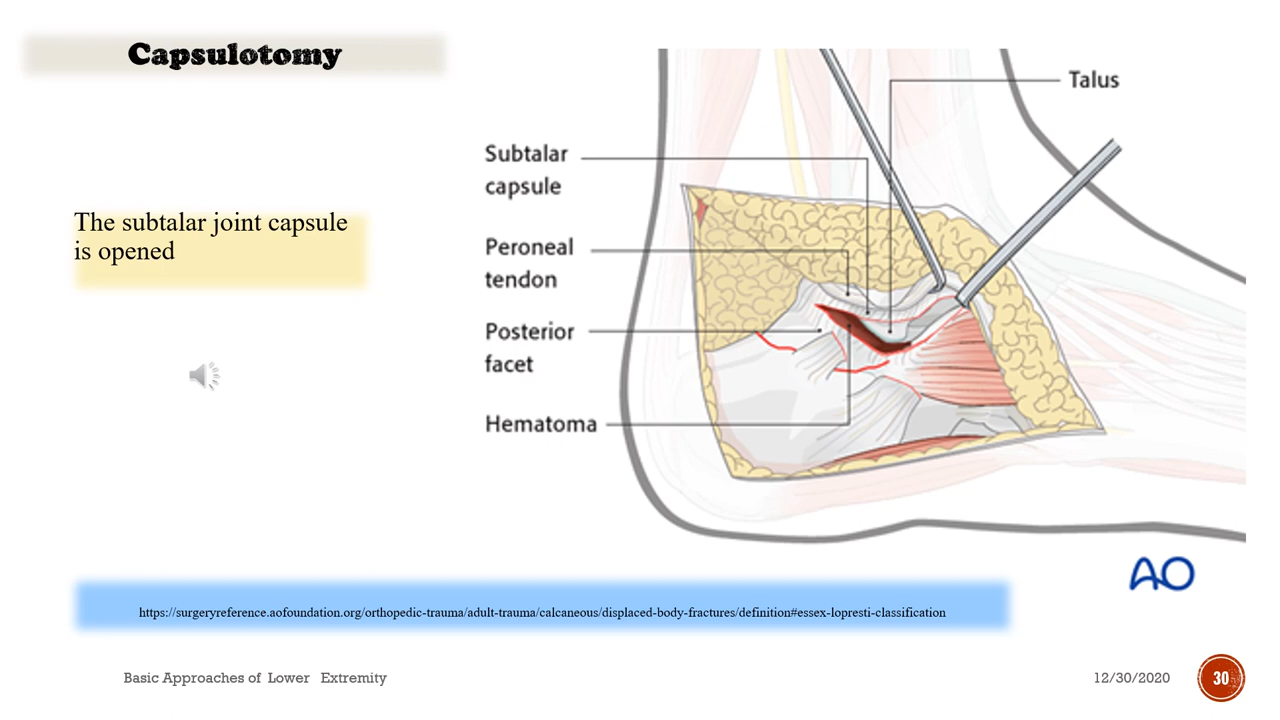 Capsulotomy
The subtalar joint capsule
is opened
Talus
Subtalar
capsule
Peroneal
tendon
Posterior
facet
Hematoma
AO
https://surgeryreference.aofoundation.org/orthopedic-trauma/adult-trauma/calcaneous/displaced-body-fractures/definition#essex-lopresti-classification
Basic Approaches of Lower Extremity
12/30/2020
30